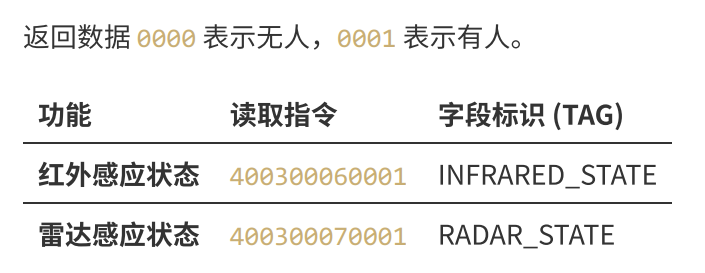 返回数据 0000 表示无人，0001 表示有人。
功能 读取指令 字段标识 (TAG)
红外感应状态 400300060001 INFRARED_STATE
雷达感应状态 400300070001 RADAR_STATE